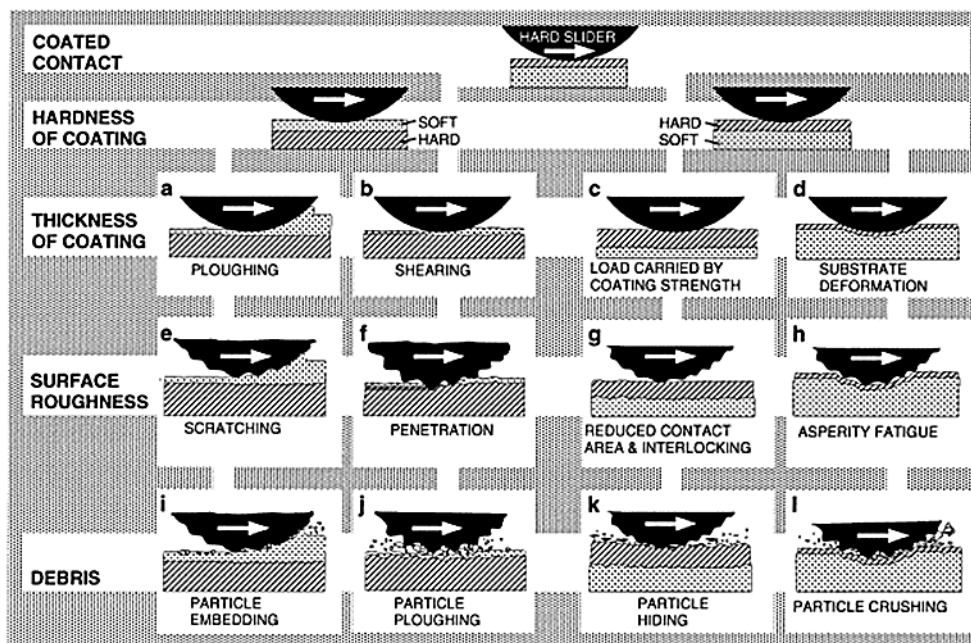 COATED
CONTACT
HARD SLIDER
HARDNESS
OF COATING
SOFT
HARD
HARD
SOFT
THICKNESS
OF COATING
a
PLOUGHING
b
SHEARING
c
LOAD CARRIED BY
COATING STRENGTH
d
SUBSTRATE
DEFORMATION
SURFACE
ROUGHNESS
e
SCRATCHING
f
PENETRATION
g
REDUCED CONTACT
AREA & INTERLOCKING
h
ASPERITY FATIGUE
DEBRIS
i
PARTICLE
EMBEDDING
j
PARTICLE
PLOUGHING
k
PARTICLE
HIDING
l
PARTICLE CRUSHING